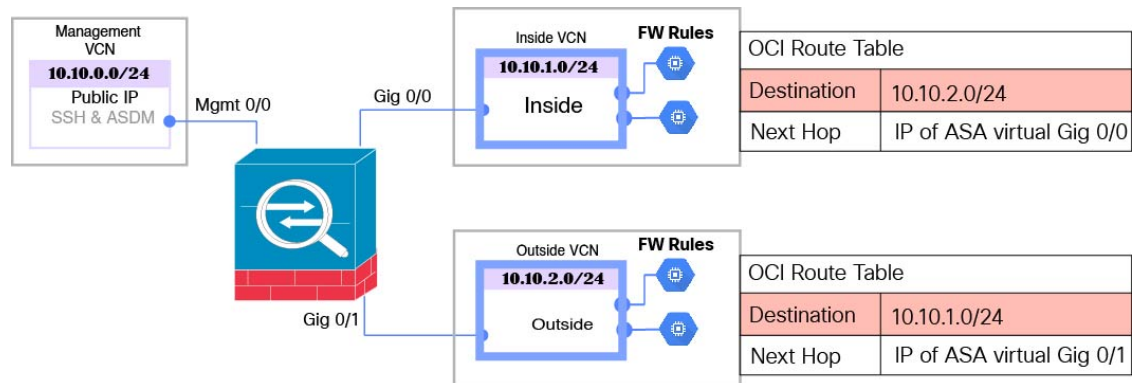 Management
VCN
10.10.0.0/24
Public IP
SSH & ASDM
Mgmt 0/0
Gig 0/0
Inside VCN
10.10.1.0/24
Inside
FW Rules
OCI Route Table
Destination 10.10.2.0/24
Next Hop IP of ASA virtual Gig 0/0
Gig 0/1
Outside VCN
10.10.2.0/24
Outside
FW Rules
OCI Route Table
Destination 10.10.1.0/24
Next Hop IP of ASA virtual Gig 0/1